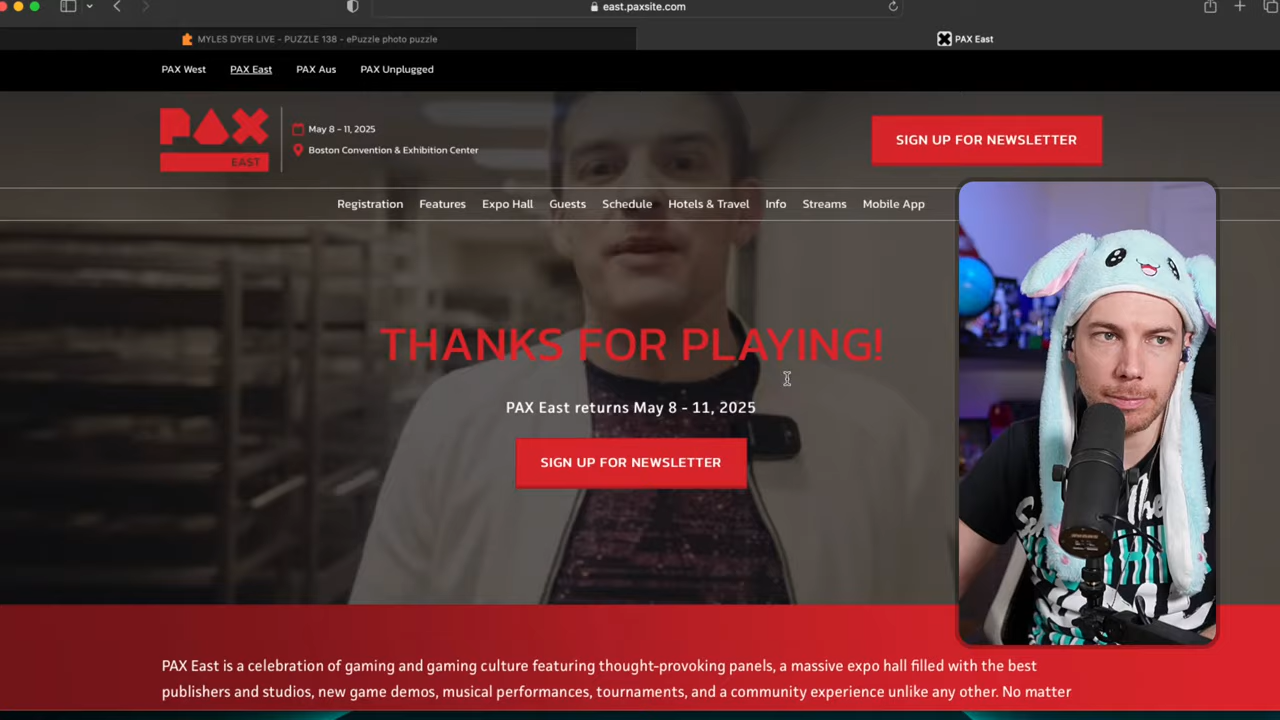 east.paxsite.com
MYLES DYER LIVE - PUZZLE 138 - ePuzzle photo puzzle
PAX East
PAX West
PAX East
PAX Aus
PAX Unplugged
PAX
EAST
May 8 - 11, 2025
Boston Convention & Exhibition Center
SIGN UP FOR NEWSLETTER
Registration
Features
Expo Hall
Guests
Schedule
Hotels & Travel
Info
Streams
Mobile App
THANKS FOR PLAYING!
PAX East returns May 8 - 11, 2025
SIGN UP FOR NEWSLETTER
PAX East is a celebration of gaming and gaming culture featuring thought-provoking panels, a massive expo hall filled with the best
publishers and studios, new game demos, musical performances, tournaments, and a community experience unlike any other. No matter